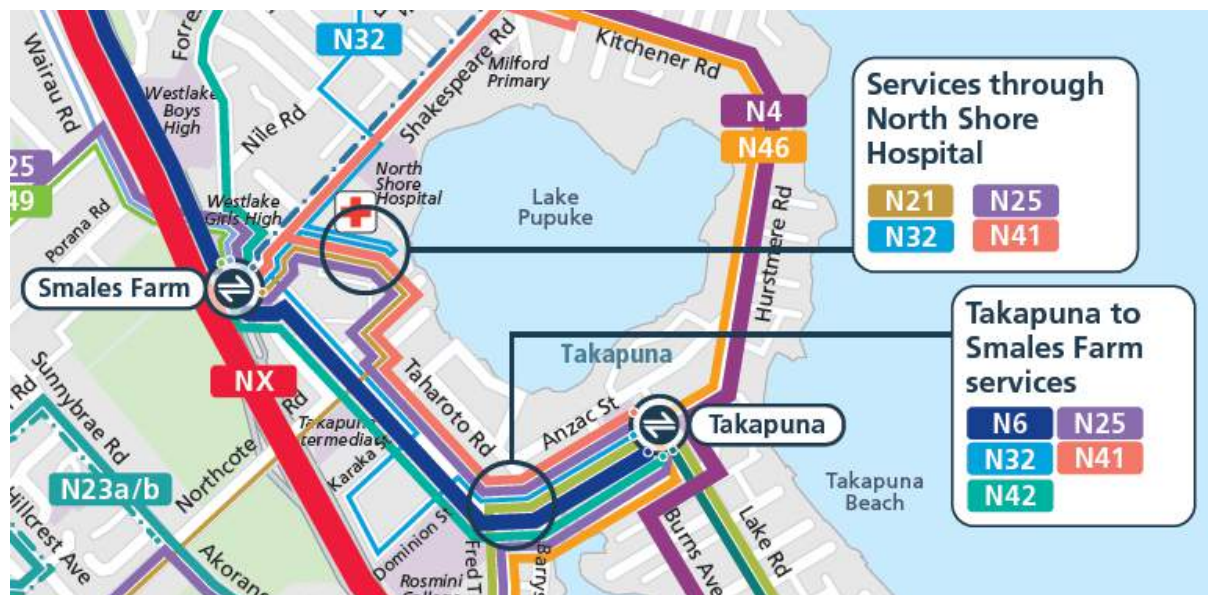 N32
Kitchener Rd
Milford
Primary
Shakespeare Rd
Wairau Rd
Westlake
Boys
High
Nile Rd
N4
N46
Services through
North Shore
Hospital
N21 N25
N32 N41
North
Shore
Hospital
Lake
Pupuke
25
49
Westlake
Girls High
Porana Rd
Hurstmere Rd
Smales Farm
Takapuna to
Smales Farm
services
N6 N25
N32 N41
N42
Takapuna
NX
Taharoto Rd
Anzac St
Takapuna
Sunnybrae Rd
Rd
Northcote Rd
Takapuna
Karaka
N23a/b
Takapuna
Beach
Hillcrest Ave
Dominion St
Burns Ave
Lake Rd
Rosmini